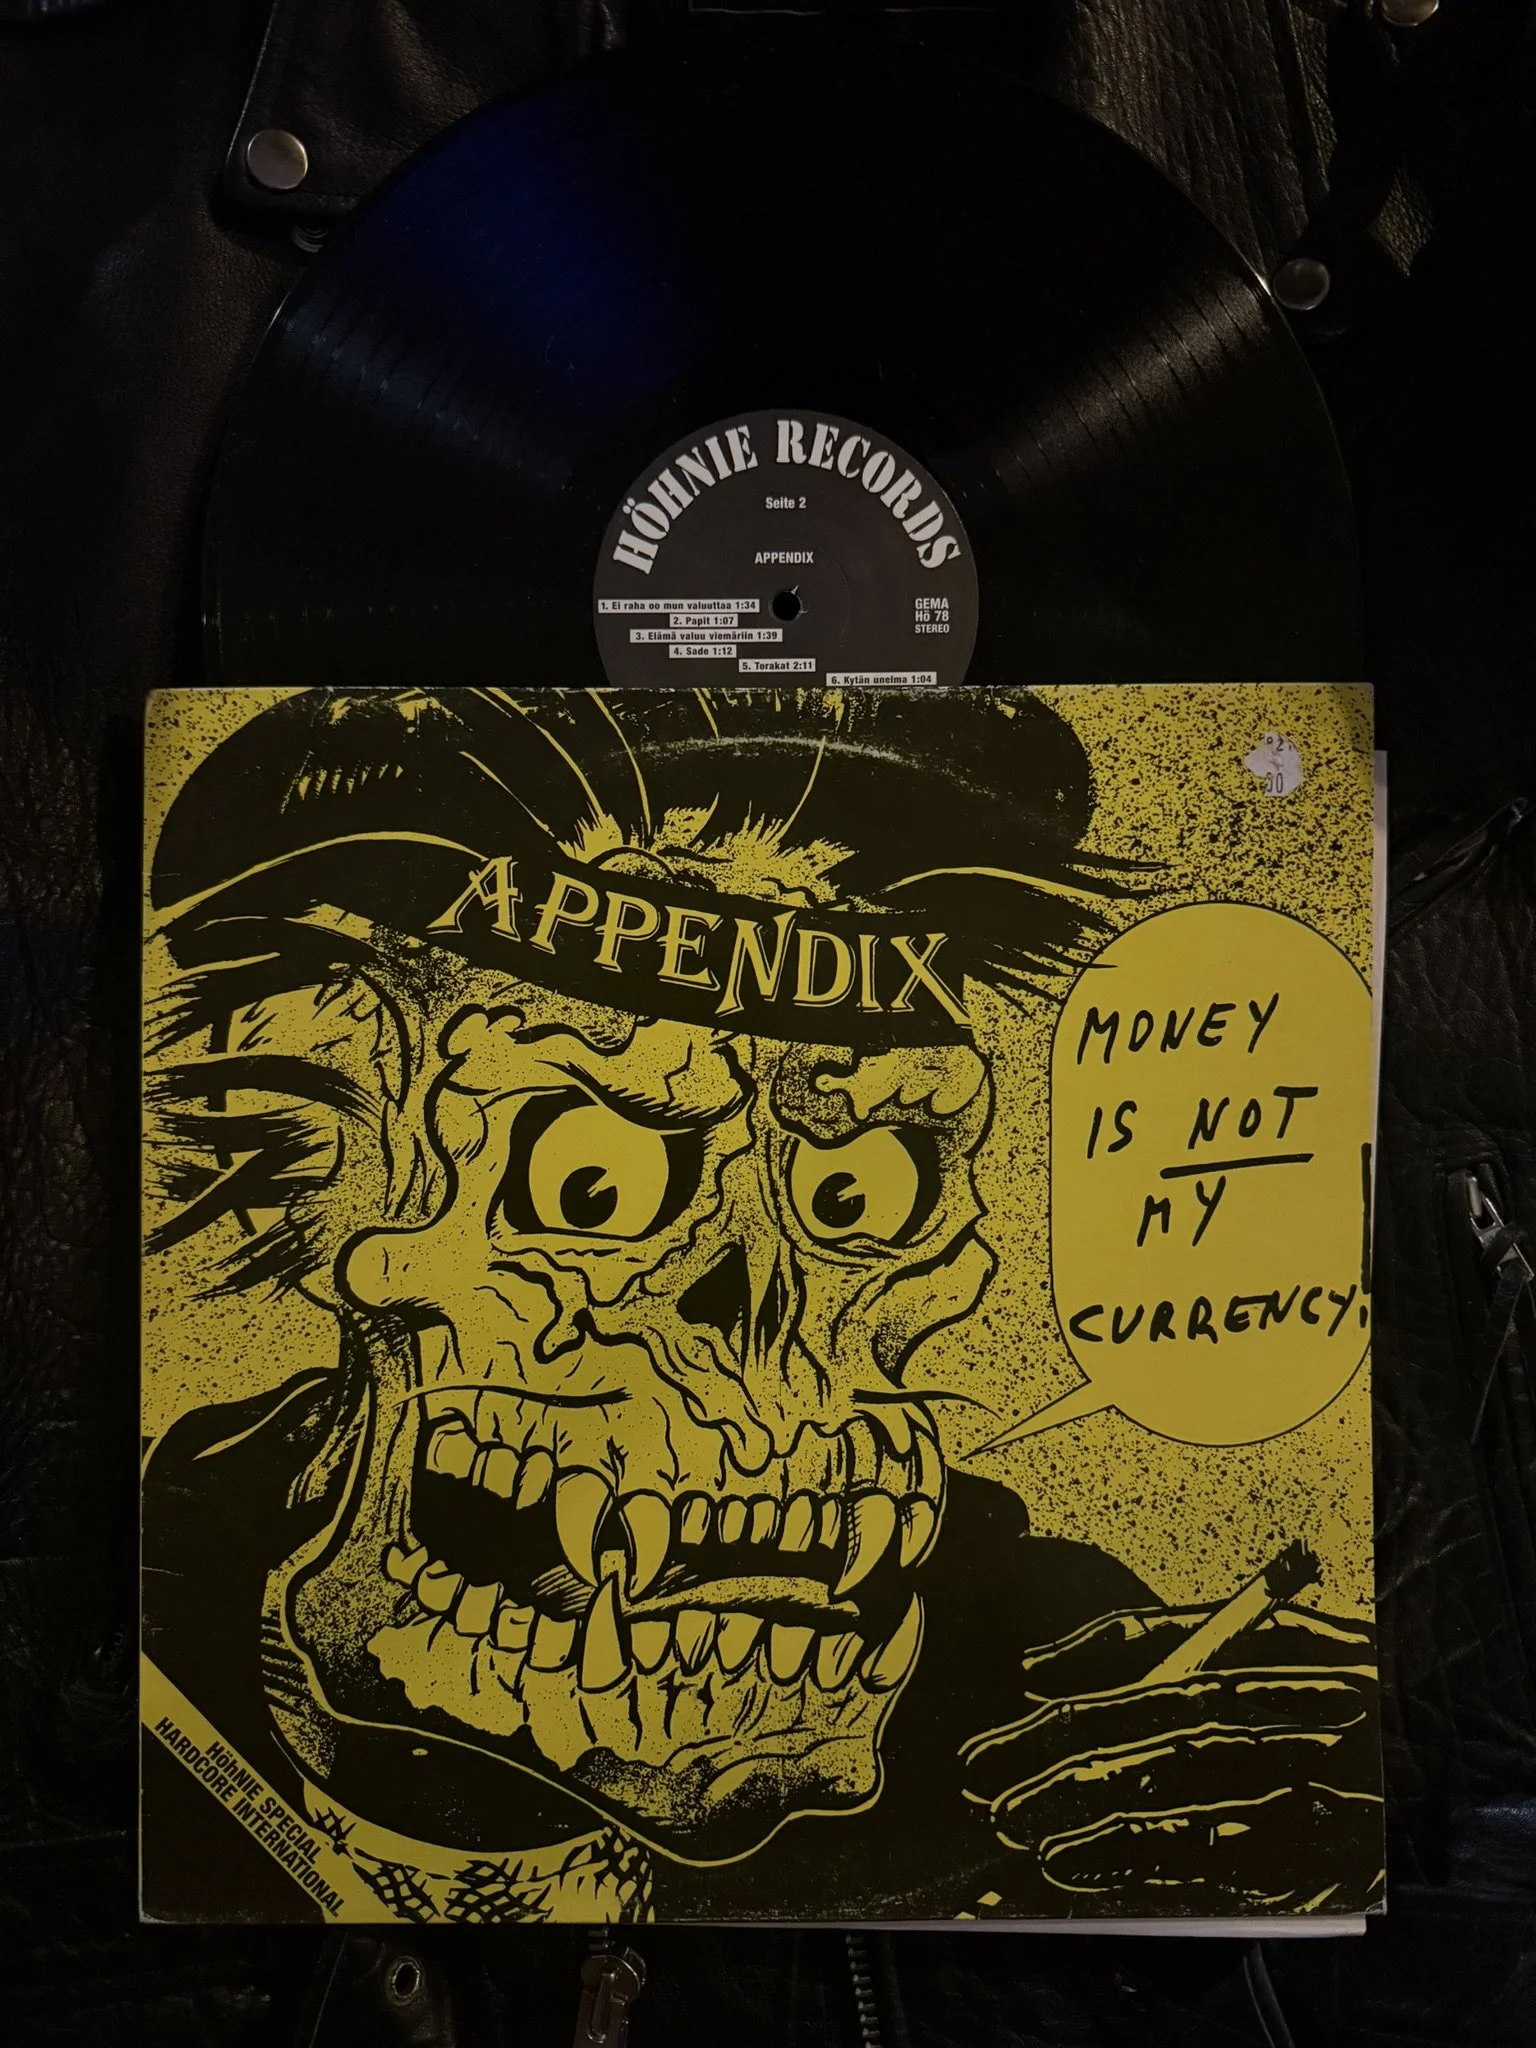 HÖHNIE RECORDS
Seite 2
APPENDIX
1. Ei raha oo mun valuuttaa 1:34
2. Papit 1:07
3. Elämä valuu viemäriin 1:39
4. Sade 1:12
5. Torakat 2:11
6. Kytän unelma 1:04
GEMA
Hö 78
STEREO
APPENDIX
MONEY
IS NOT
MY
CURRENCY!
HöhNIE SPECIAL
HARDCORE INTERNATIONAL